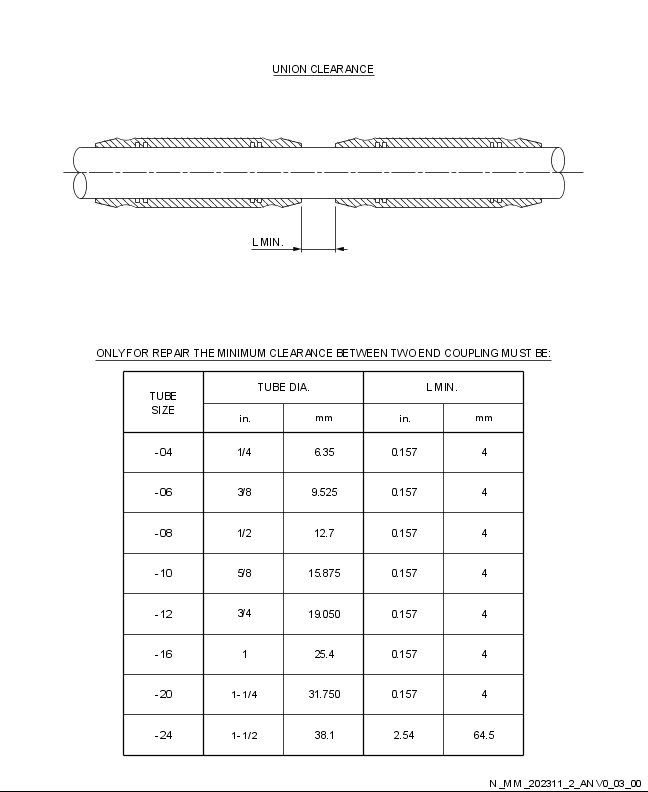 UNION CLEARANCE
L MIN.
ONLY FOR REPAIR THE MINIMUM CLEARANCE BETWEEN TWO END COUPLING MUST BE:
TUBE SIZE TUBE DIA. L MIN.
in. mm in. mm
-04 1/4 6.35 0.157 4
-06 3/8 9.525 0.157 4
-08 1/2 12.7 0.157 4
-10 5/8 15.875 0.157 4
-12 3/4 19.050 0.157 4
-16 1 25.4 0.157 4
-20 1-1/4 31.750 0.157 4
-24 1-1/2 38.1 2.54 64.5
N_MM_202311_2_ANV0_03_00